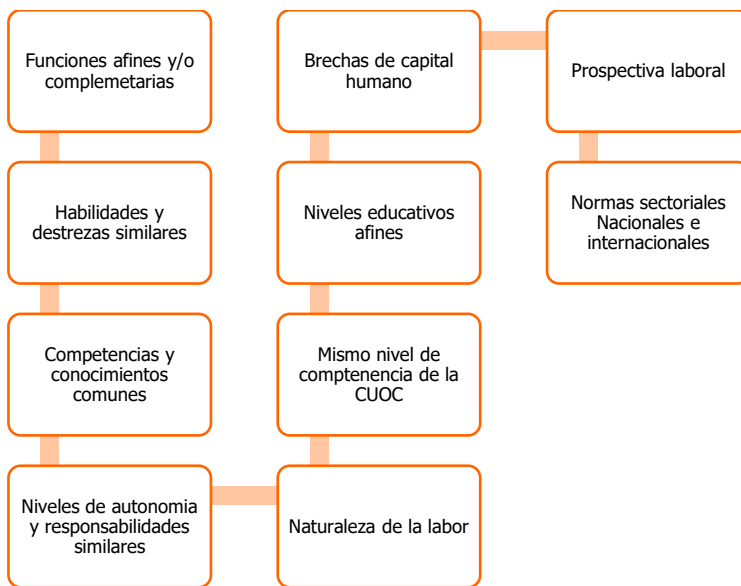 Funciones afines y/o
complemetarias
Habilidades y
destrezas similares
Competencias y
conocimientos
comunes
Niveles de autonomia
y responsabilidades
similares
Naturaleza de la labor
Mismo nivel de
comptenencia de la
CUOC
Niveles educativos
afines
Brechas de capital
humano
Prospectiva laboral
Normas sectoriales
Nacionales e
internacionales